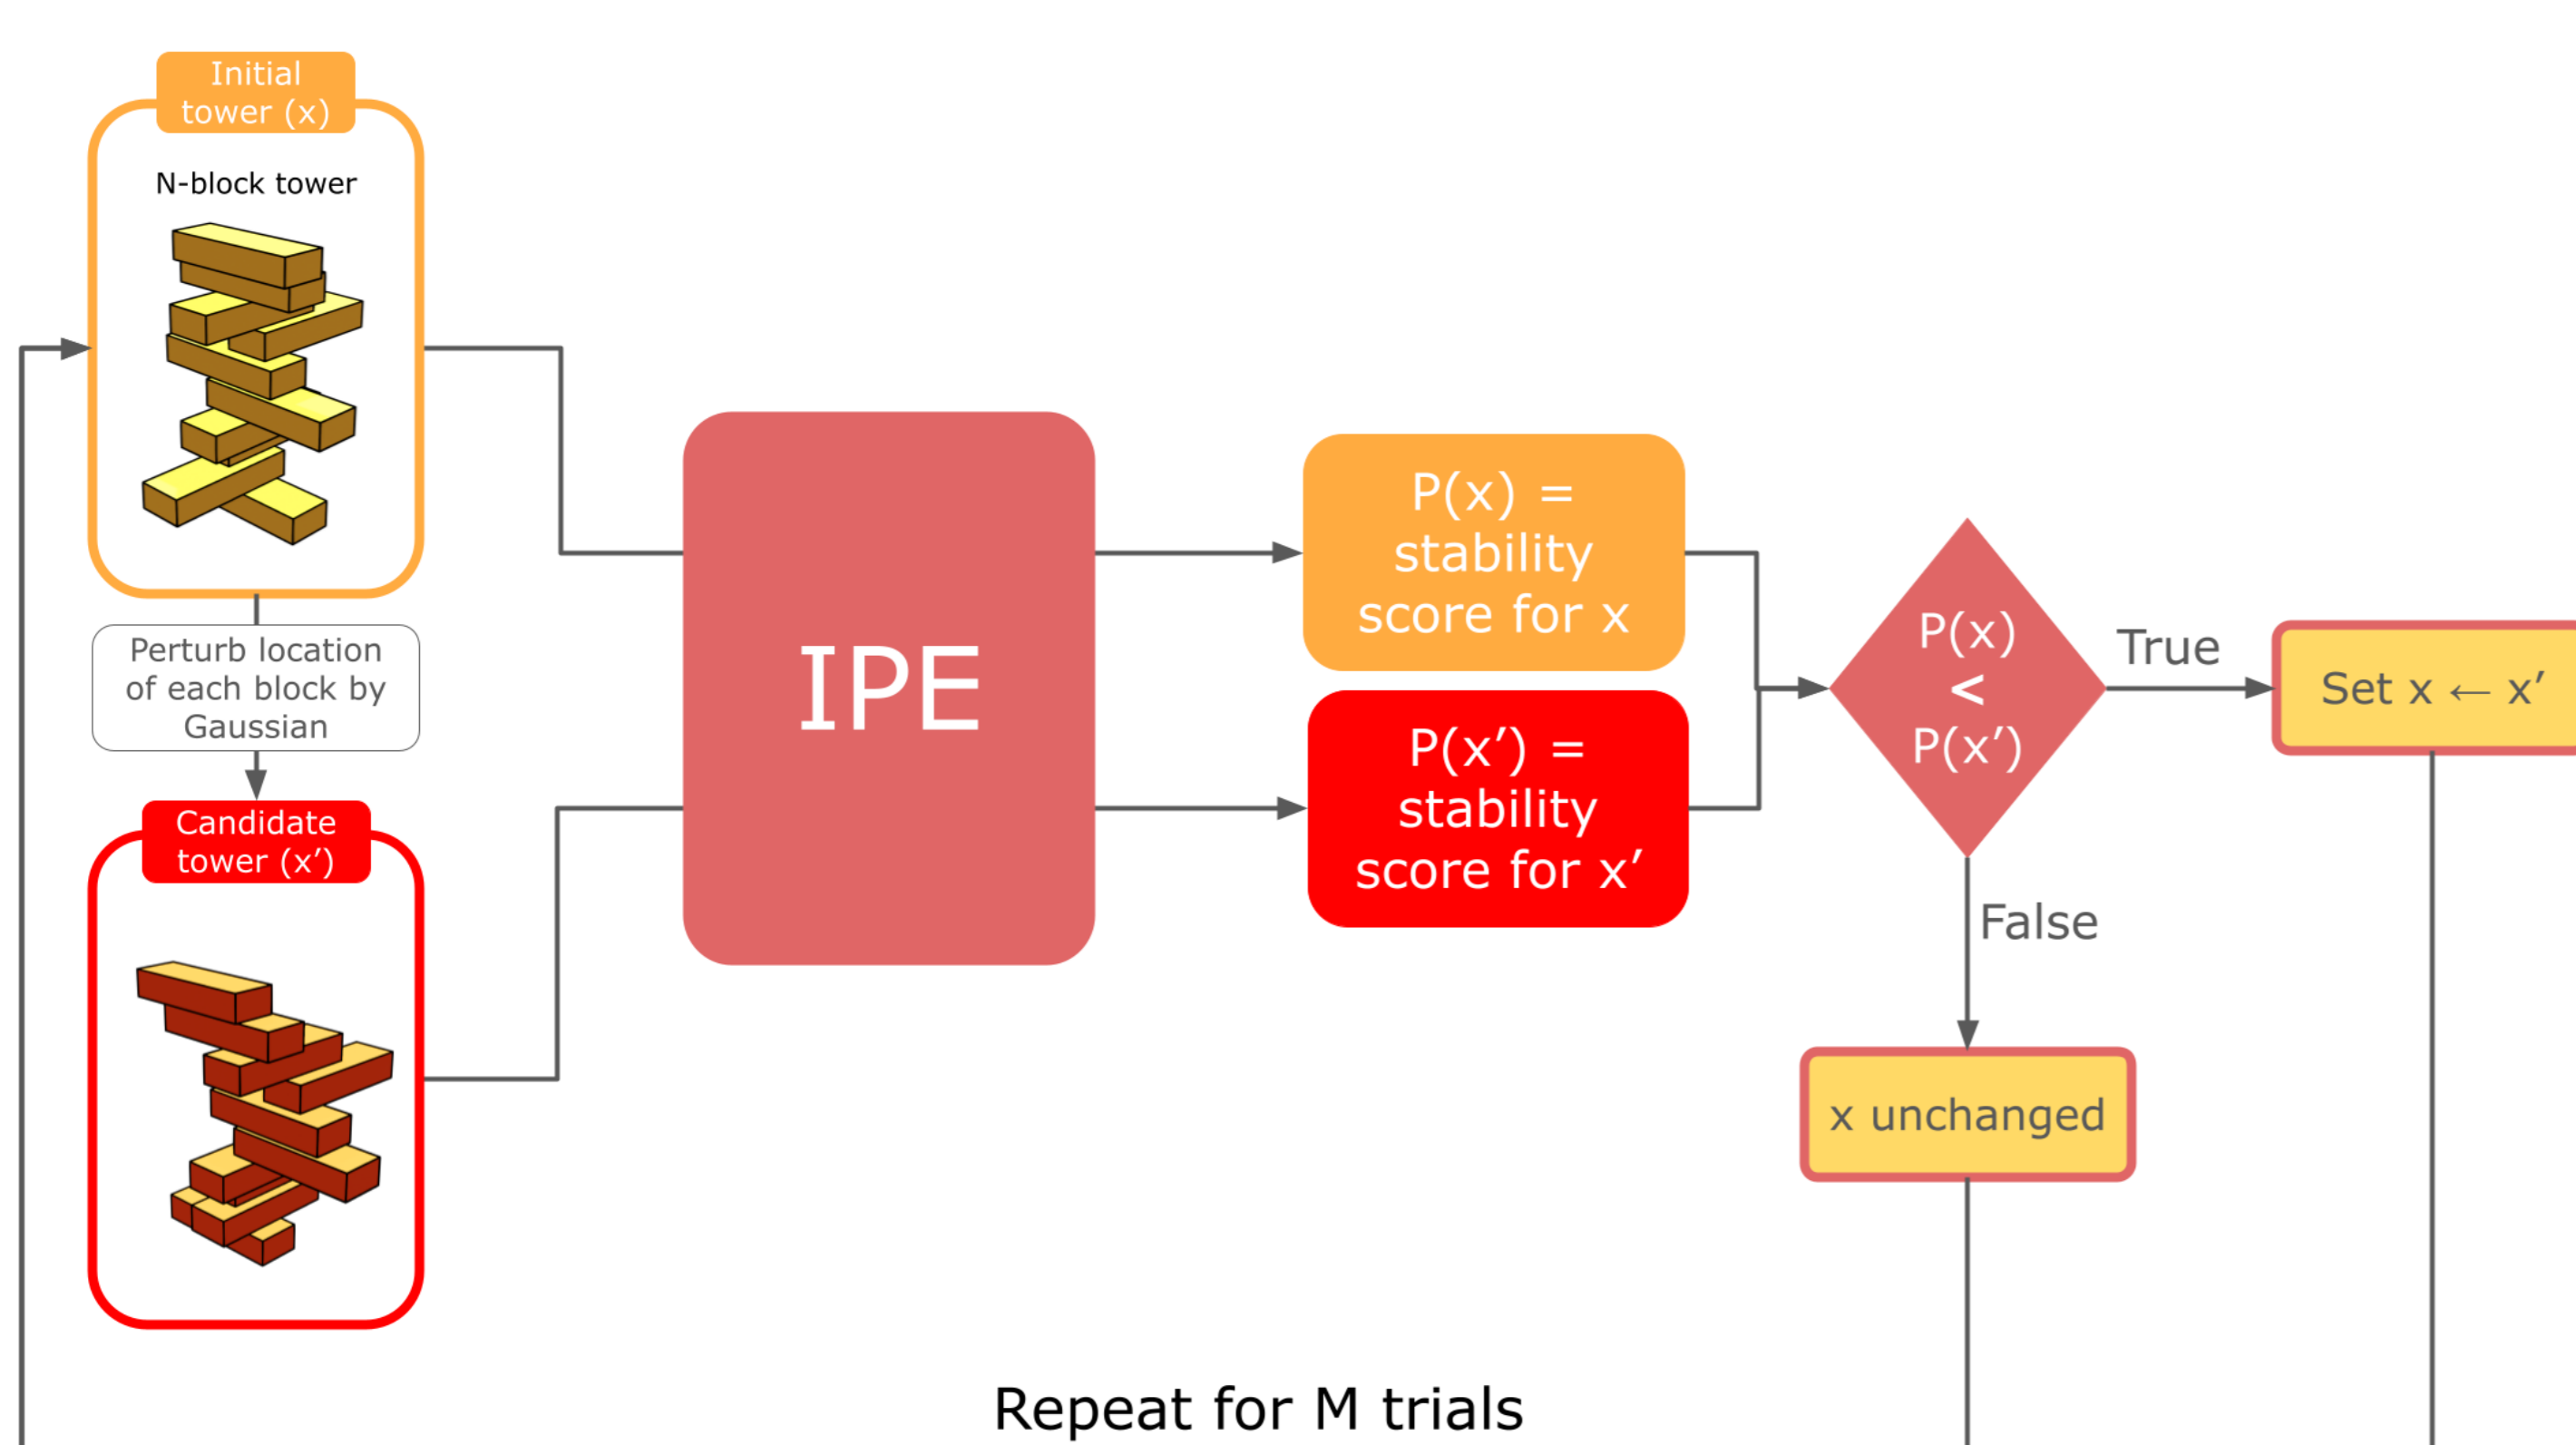 Initial
tower (x)
N-block tower
Perturb location
of each block by
Gaussian
Candidate
tower (x′)
IPE
P(x) =
stability
score for x
P(x′) =
stability
score for x′
P(x)
<
P(x′)
True
Set x ← x′
False
x unchanged
Repeat for M trials